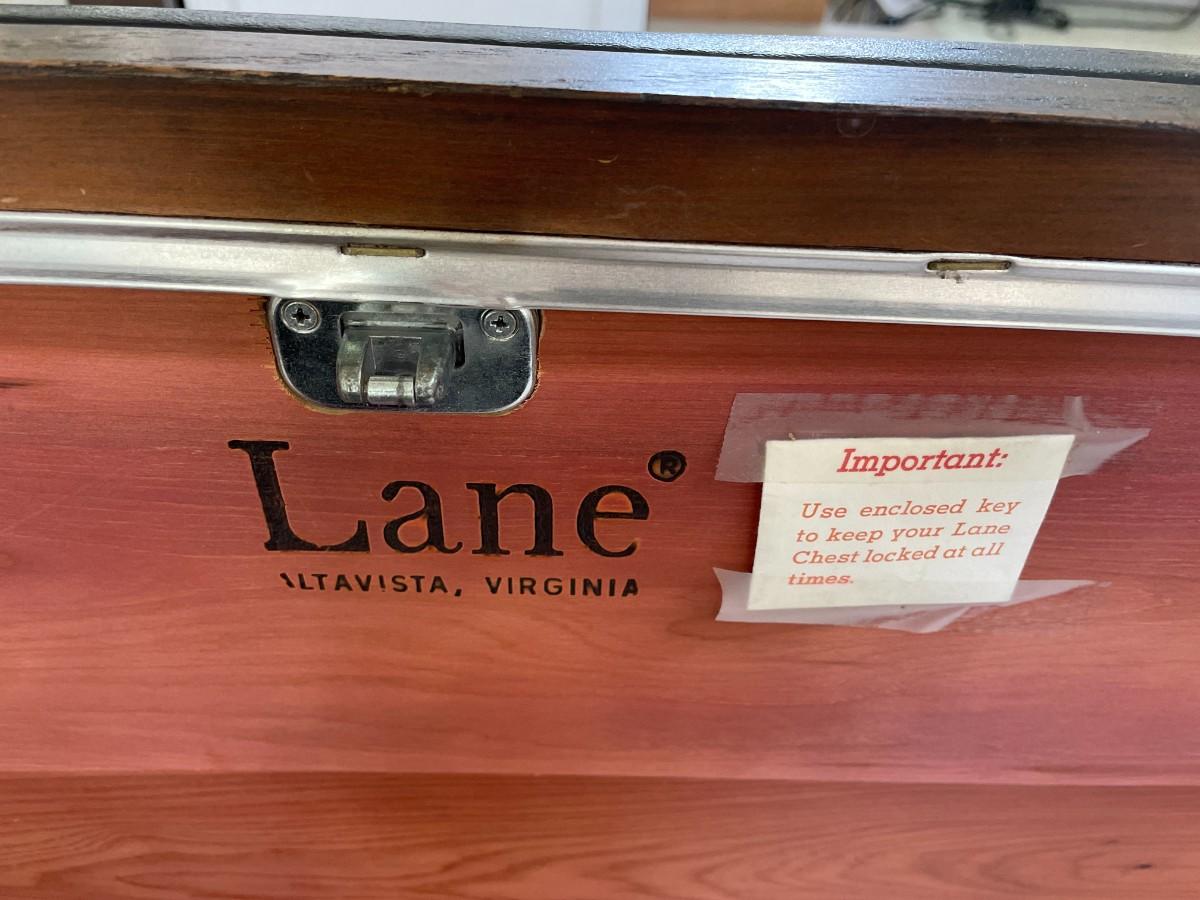 Lane®
ALTAVISTA, VIRGINIA
Important:
Use enclosed key
to keep your Lane
Chest locked at all
times.